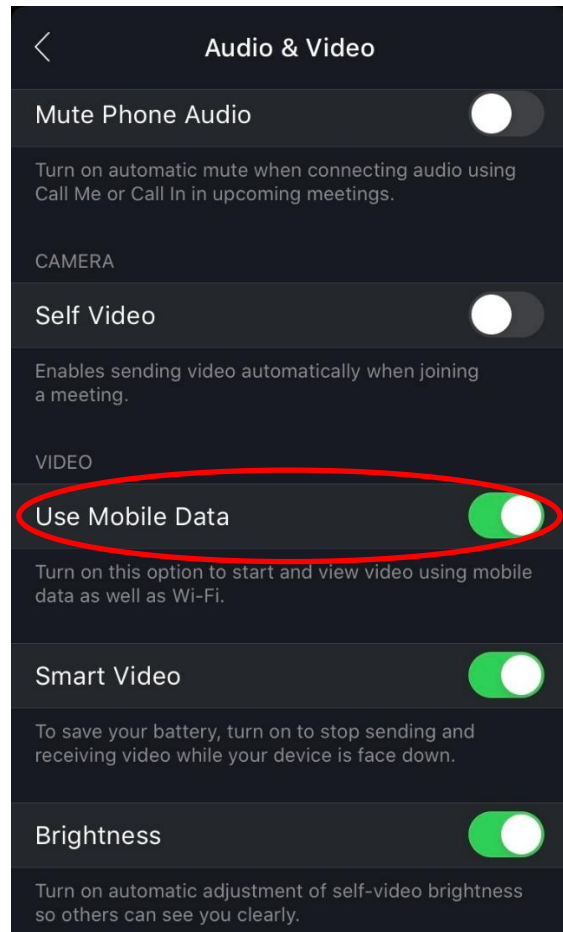 Audio & Video
Mute Phone Audio
Turn on automatic mute when connecting audio using
Call Me or Call In in upcoming meetings.
CAMERA
Self Video
Enables sending video automatically when joining
a meeting.
VIDEO
Use Mobile Data
Turn on this option to start and view video using mobile
data as well as Wi-Fi.
Smart Video
To save your battery, turn on to stop sending and
receiving video while your device is face down.
Brightness
Turn on automatic adjustment of self-video brightness
so others can see you clearly.